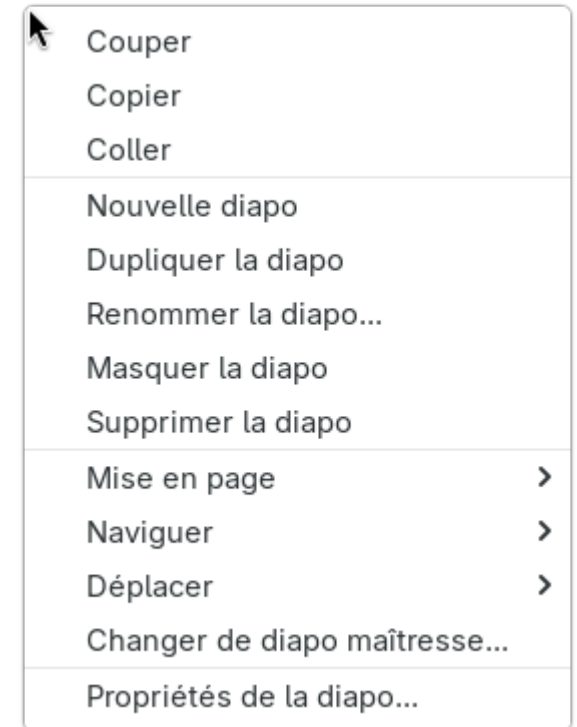 Couper
Copier
Coller
Nouvelle diapo
Dupliquer la diapo
Renommer la diapo...
Masquer la diapo
Supprimer la diapo
Mise en page
Naviguer
Déplacer
Changer de diapo maîtresse...
Propriétés de la diapo...